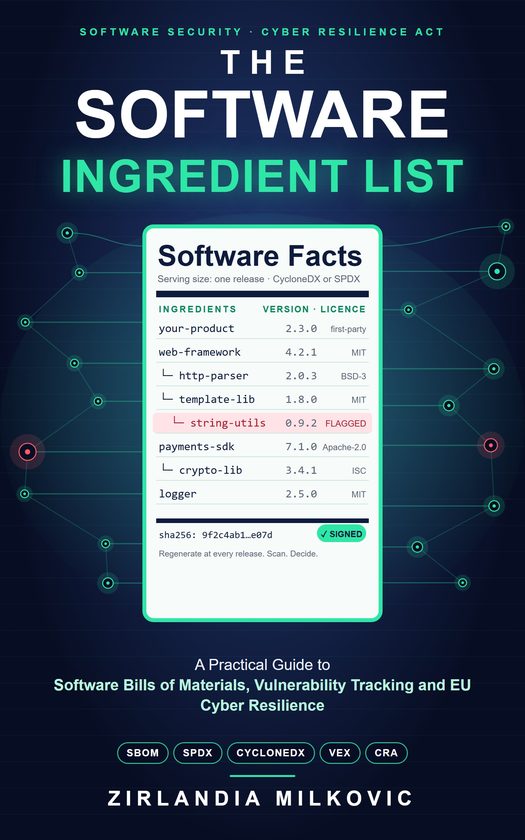 SOFTWARE SECURITY · CYBER RESILIENCE ACT
THE
SOFTWARE
INGREDIENT LIST
Software Facts
Serving size: one release · CycloneDX or SPDX
INGREDIENTS VERSION · LICENCE
your-product 2.3.0 first-party
web-framework 4.2.1 MIT
└─ http-parser 2.0.3 BSD-3
└─ template-lib 1.8.0 MIT
└─ string-utils 0.9.2 FLAGGED
payments-sdk 7.1.0 Apache-2.0
└─ crypto-lib 3.4.1 ISC
logger 2.5.0 MIT
sha256: 9f2c4ab1…e07d ✓ SIGNED
Regenerate at every release. Scan. Decide.
A Practical Guide to
Software Bills of Materials, Vulnerability Tracking and EU
Cyber Resilience
SBOM SPDX CYCLONEDX VEX CRA
ZIRLANDIA MILKOVIC